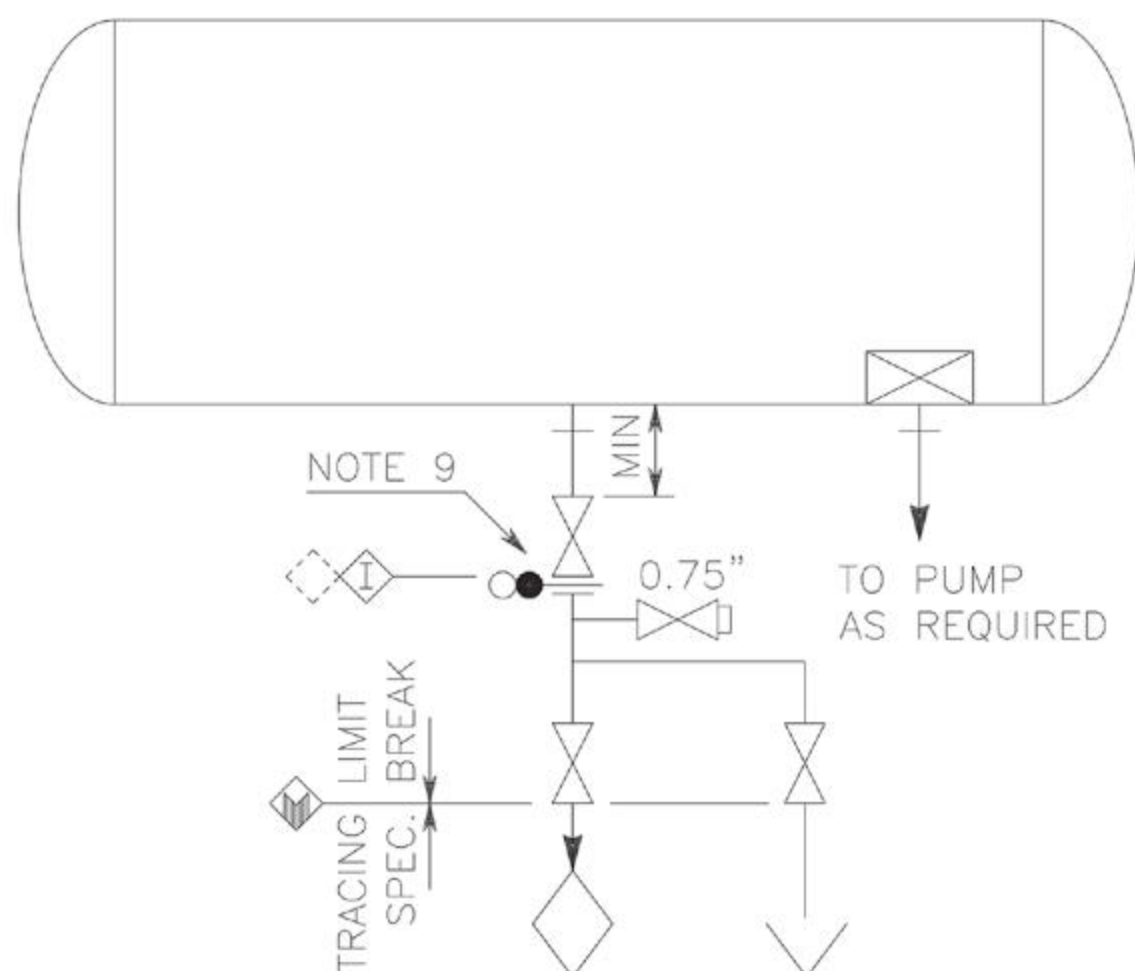 NOTE 9
MIN
I
0.75"
TO PUMP
AS REQUIRED
TRACING LIMIT
SPEC. BREAK
M